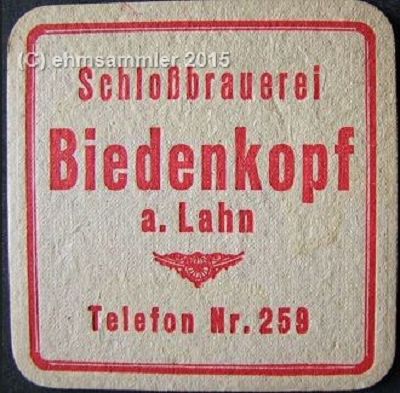 (C) ehmsammler 2015
Schloßbrauerei
Biedenkopf
a. Lahn
Telefon Nr. 259